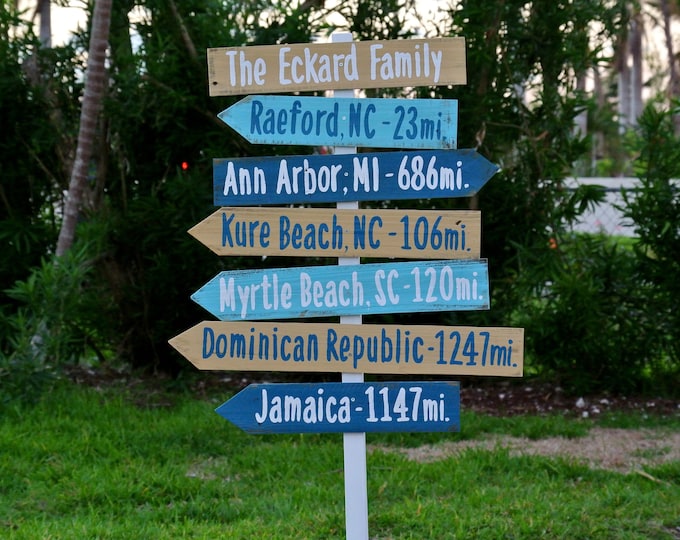 The Eckard Family
Raeford, NC - 23mi.
Ann Arbor, MI - 686mi.
Kure Beach, NC - 106mi.
Myrtle Beach, SC - 120mi.
Dominican Republic - 1247mi.
Jamaica - 1147mi.